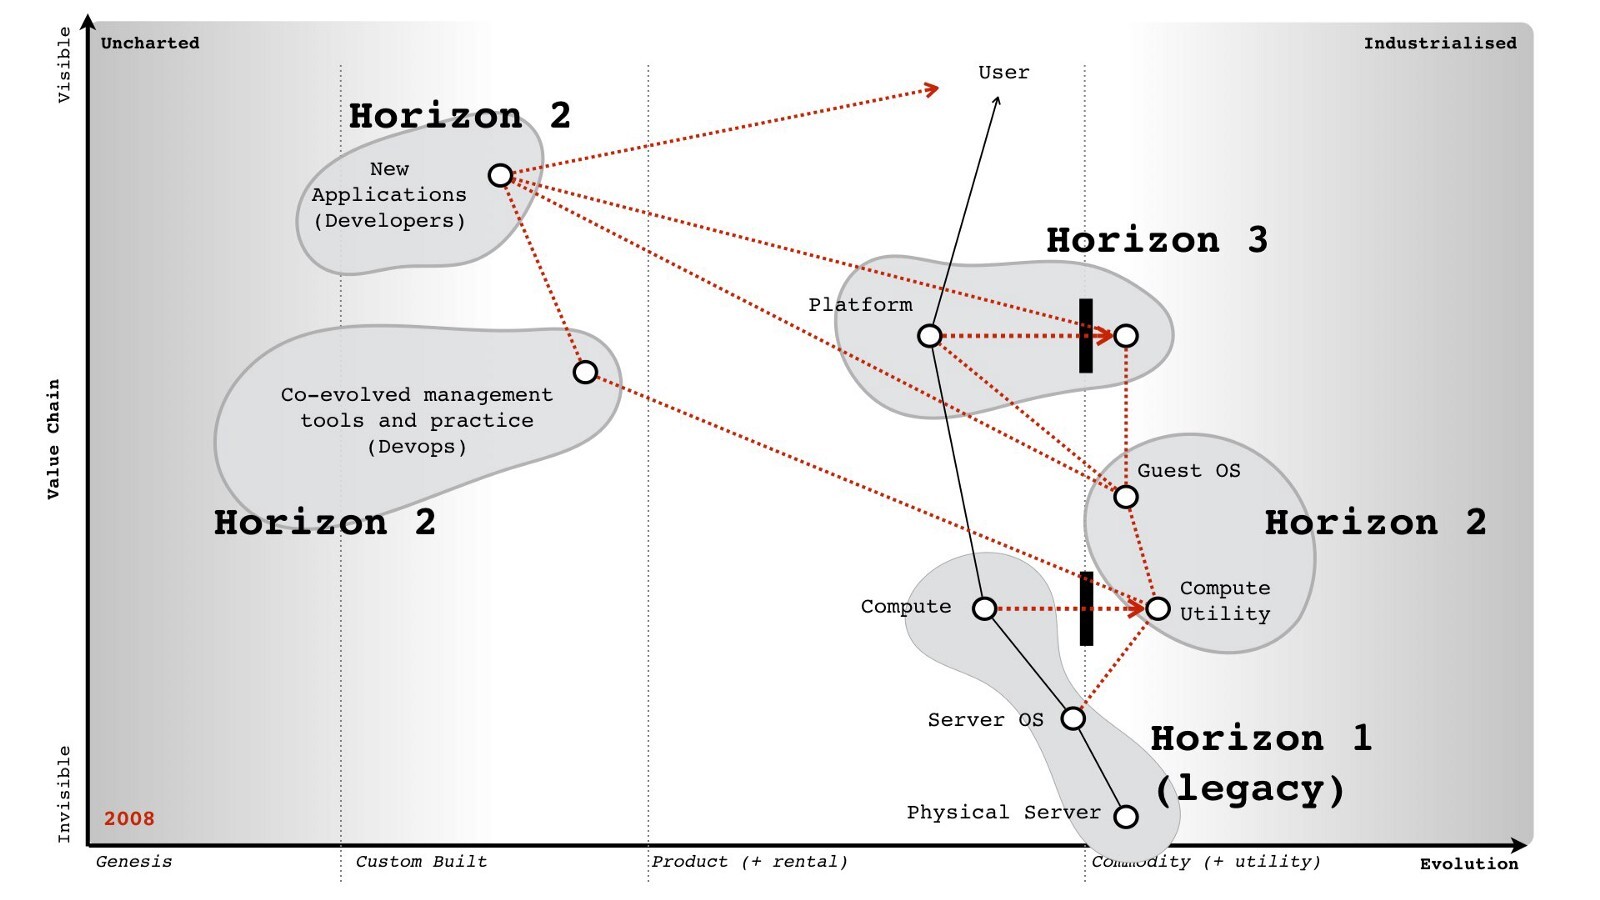 Visible
Uncharted
Industrialised
User
Horizon 2
New
Applications
(Developers)
Horizon 3
Platform
Co-evolved management
tools and practice
(Devops)
Value Chain
Guest OS
Horizon 2
Horizon 2
Compute
Compute
Utility
Server OS
Horizon 1
(legacy)
Physical Server
Invisible
2008
Genesis
Custom Built
Product (+ rental)
Commodity (+ utility)
Evolution